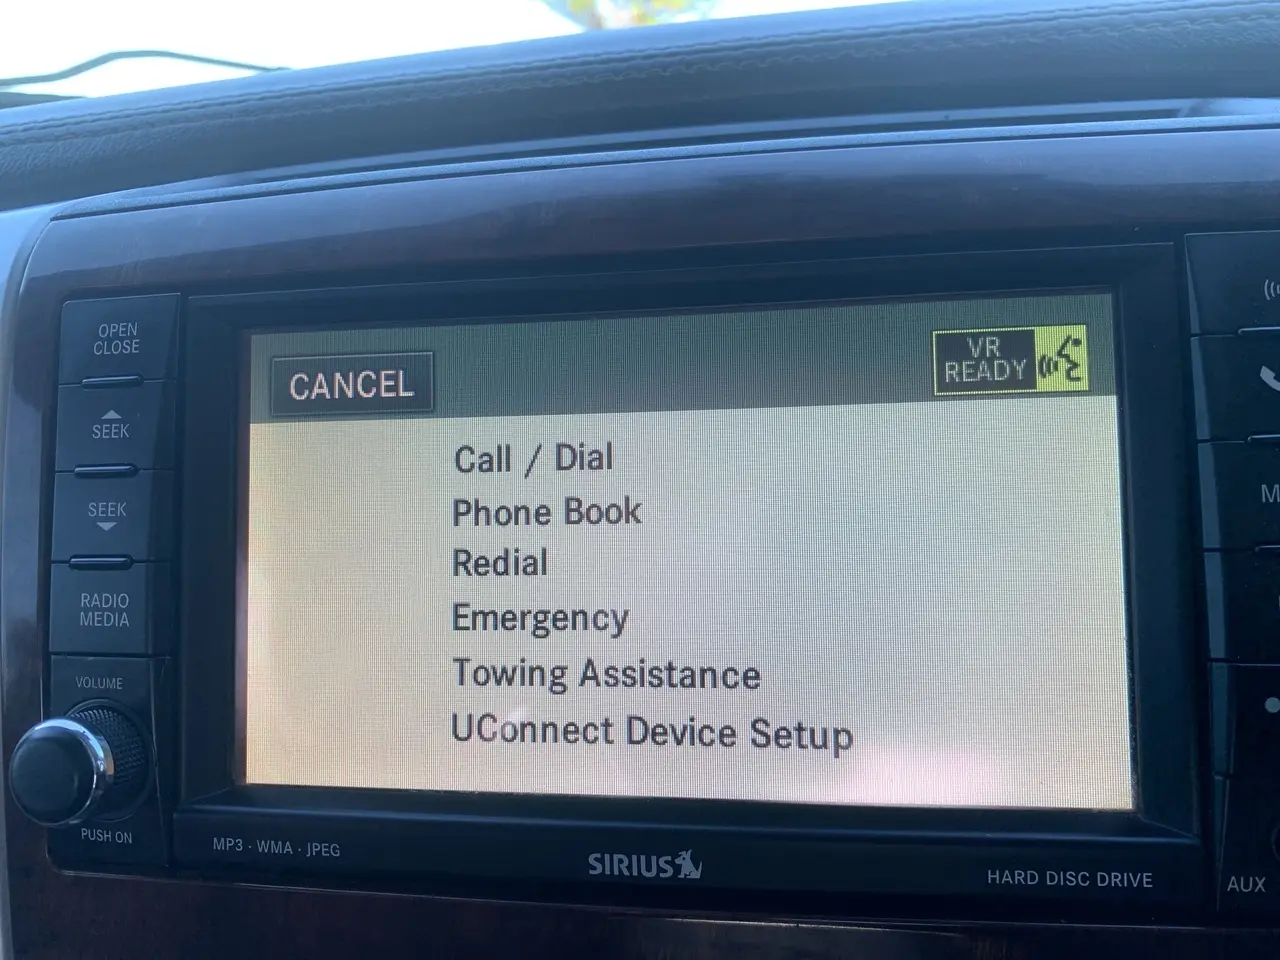 OPEN
CLOSE
SEEK
SEEK
RADIO
MEDIA
VOLUME
PUSH ON
CANCEL
VR
READY
Call / Dial
Phone Book
Redial
Emergency
Towing Assistance
UConnect Device Setup
MP3 · WMA · JPEG
SIRIUS
HARD DISC DRIVE
AUX